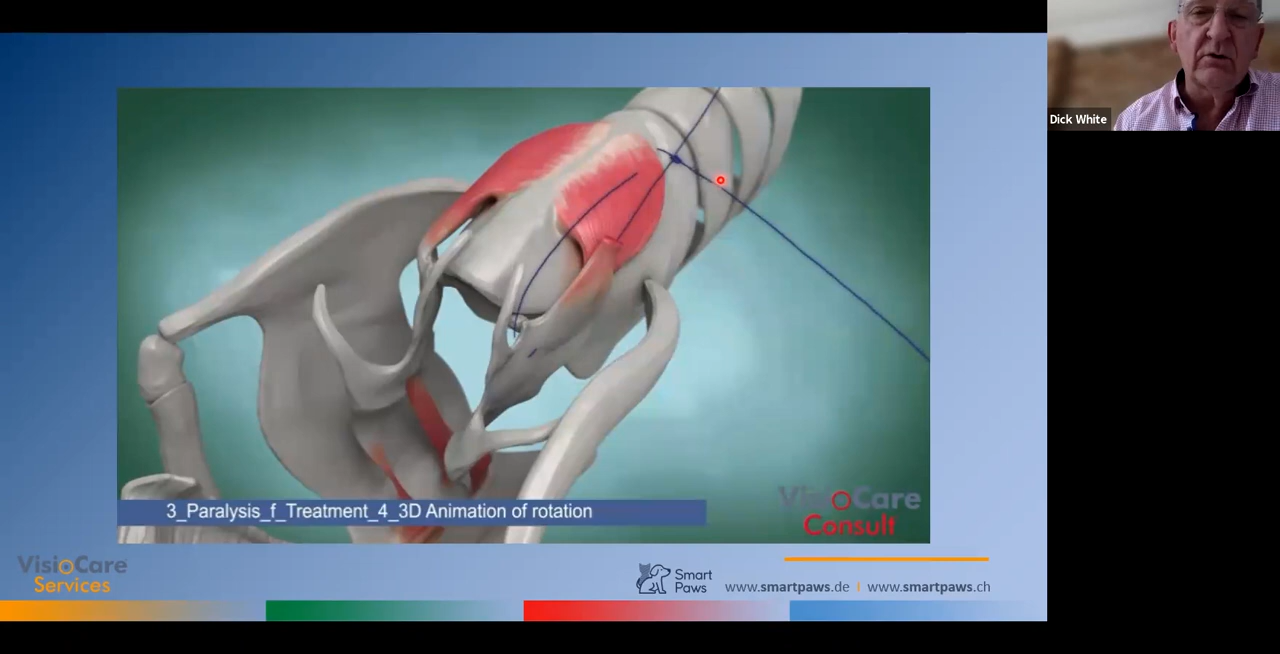 Dick White
3_Paralysis_f_Treatment_4_3D Animation of rotation
VisioCare
Consult
VisioCare
Services
Smart
Paws
www.smartpaws.de | www.smartpaws.ch